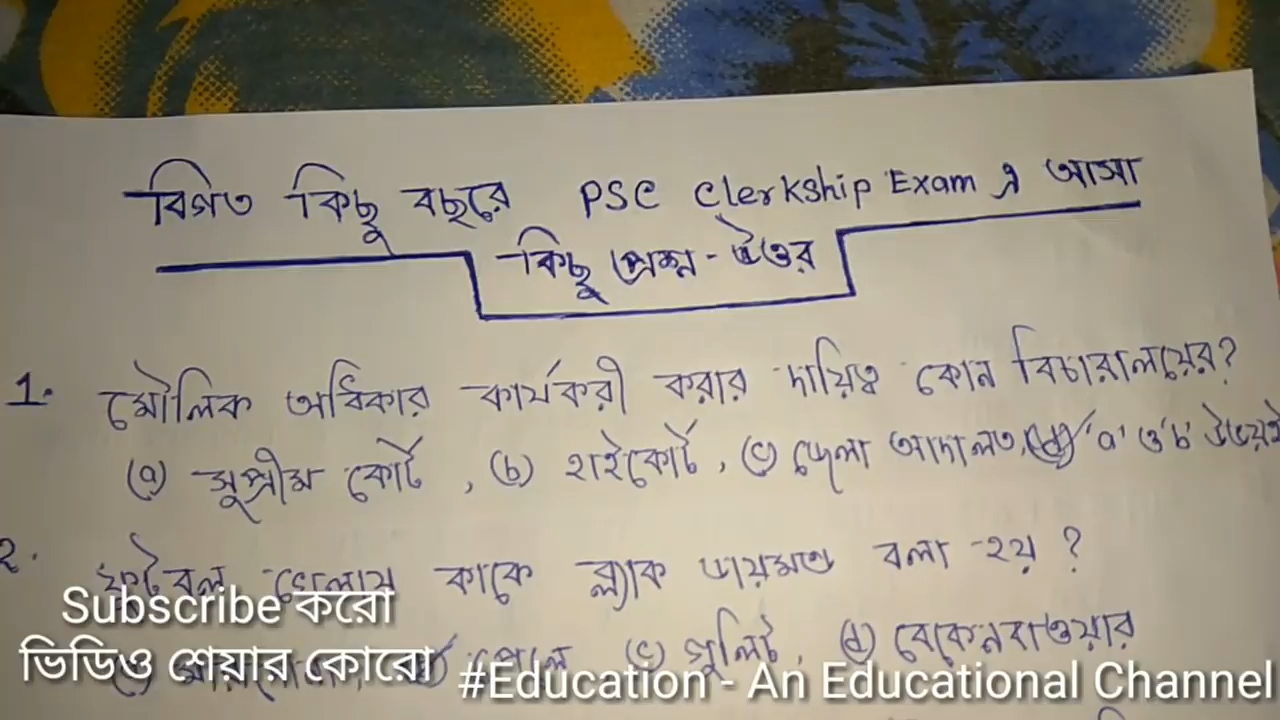 বিগত কিছু বছরে PSC Clerkship Exam এ আসা
কিছু প্রশ্ন - উত্তর
1. মৌলিক অধিকার কার্যকরী করার দায়িত্ব কোন বিচারালয়ের?
(a) সুপ্রীম কোর্ট, (b) হাইকোর্ট, (c) জেলা আদালত, (d) 'a' ও 'b' উভয়ই
২. ফুটবল খেলায় কাকে ব্ল্যাক ডায়মণ্ড বলা হয়?
পেলে (c) গুলিট, (d) বেকেনবাওয়ার
Subscribe করো
ভিডিও শেয়ার কোরো
#Education - An Educational Channel